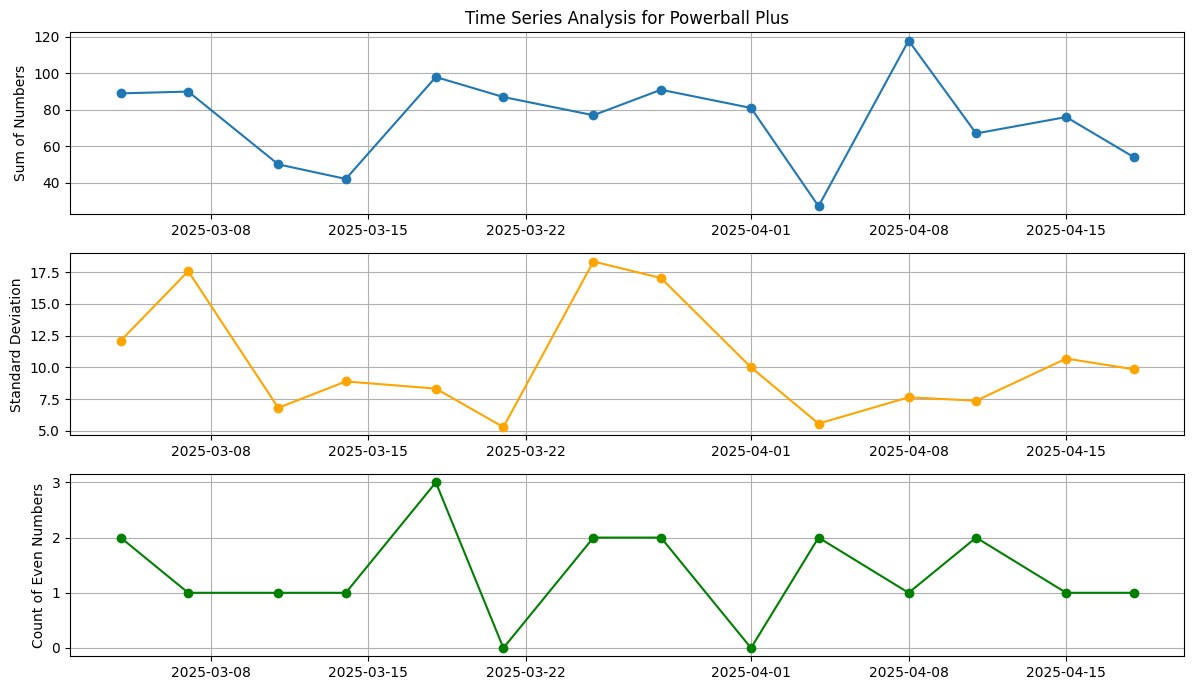 Time Series Analysis for Powerball Plus
Sum of Numbers
120
100
80
60
40
2025-03-08 2025-03-15 2025-03-22 2025-04-01 2025-04-08 2025-04-15
Standard Deviation
17.5
15.0
12.5
10.0
7.5
5.0
2025-03-08 2025-03-15 2025-03-22 2025-04-01 2025-04-08 2025-04-15
Count of Even Numbers
3
2
1
0
2025-03-08 2025-03-15 2025-03-22 2025-04-01 2025-04-08 2025-04-15